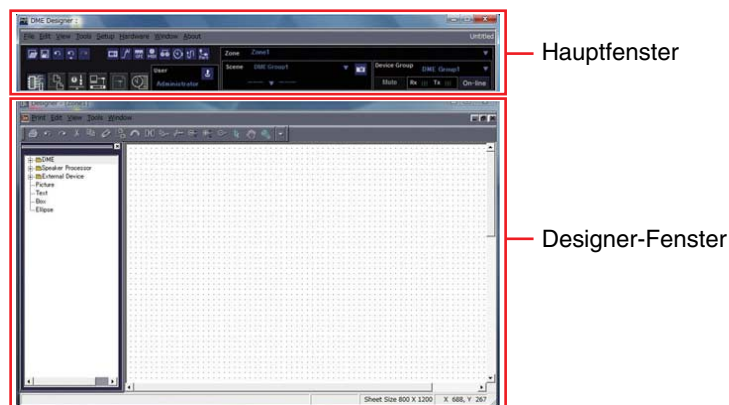 DME Designer :
File Edit View Tools Setup Hardware Window About
Untitled
Zone Zone1
User
Administrator
Scene DME Group1
Device Group DME Group1
Mute Rx Tx On-line
Hauptfenster
Designer - [Zone1]
Print Edit View Tools Window
DME
Speaker Processor
External Device
Picture
Text
Box
Ellipse
Designer-Fenster
Sheet Size 800 X 1200 X 688, Y 267